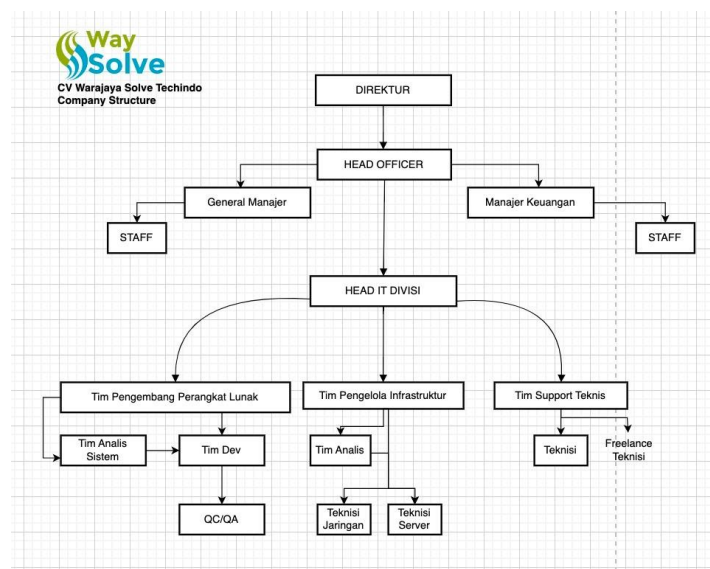 Way
Solve
CV Warajaya Solve Techindo
Company Structure
DIREKTUR
HEAD OFFICER
General Manajer
Manajer Keuangan
STAFF
STAFF
HEAD IT DIVISI
Tim Pengembang Perangkat Lunak
Tim Pengelola Infrastruktur
Tim Support Teknis
Tim Analis
Sistem
Tim Dev
Tim Analis
Teknisi
Freelance
Teknisi
QC/QA
Teknisi
Jaringan
Teknisi
Server